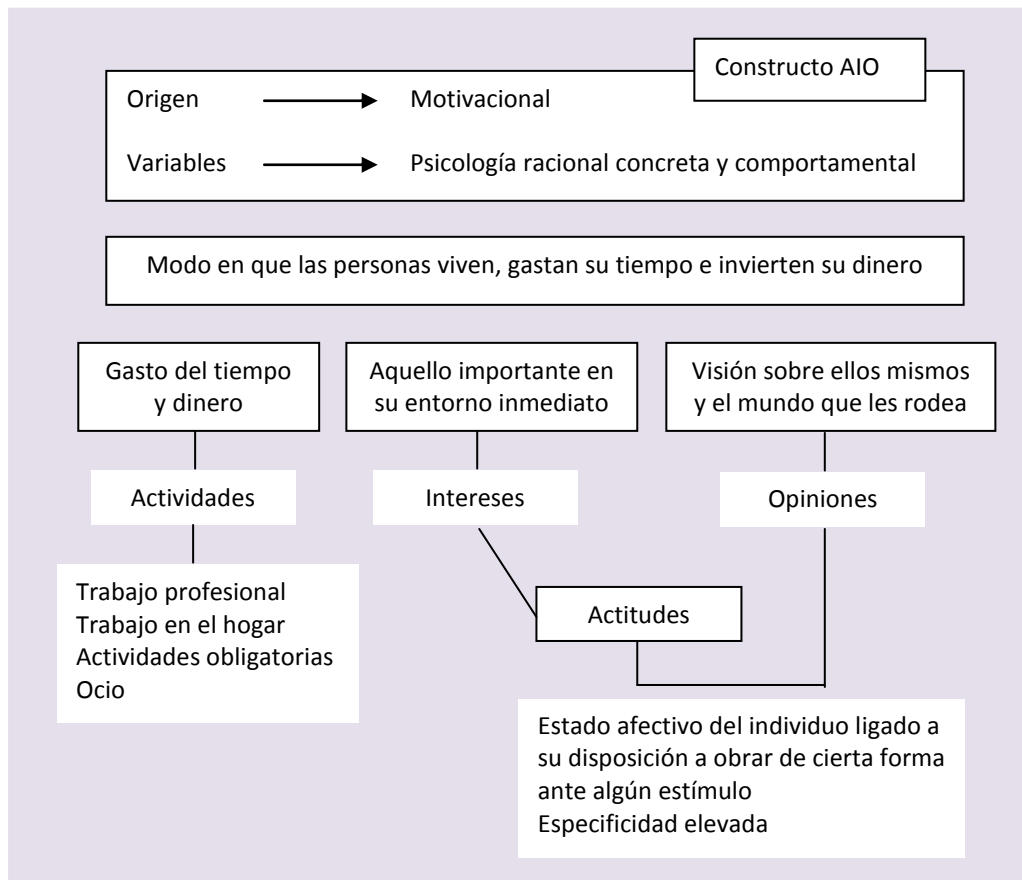 Constructo AIO
Origen Motivacional
Variables Psicología racional concreta y comportamental
Modo en que las personas viven, gastan su tiempo e invierten su dinero
Gasto del tiempo
y dinero
Aquello importante en
su entorno inmediato
Visión sobre ellos mismos
y el mundo que les rodea
Actividades
Intereses
Opiniones
Trabajo profesional
Trabajo en el hogar
Actividades obligatorias
Ocio
Actitudes
Estado afectivo del individuo ligado a
su disposición a obrar de cierta forma
ante algún estímulo
Especificidad elevada